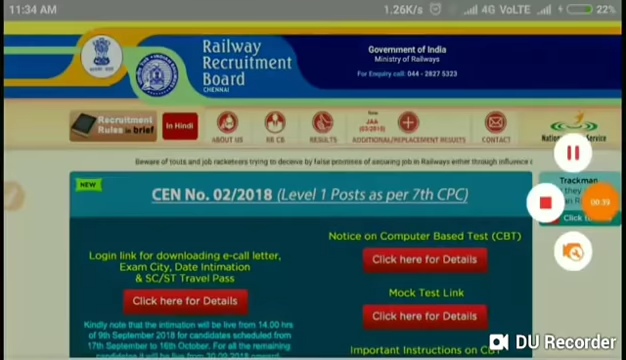 11:34 AM
1.26K/s
4G VoLTE
22%
Railway
Recruitment
Board
CHENNAI
Government of India
Ministry of Railways
For Enquiry call: 044 - 2827 5323
Recruitment
Rules in brief
In Hindi
ABOUT US
RR CB
RESULTS
New
JAA
(03/2018)
ADDITIONAL/REPLACEMENT RESULTS
CONTACT
Beware of touts and job racketeers trying to deceive by false promises of securing job in Railways either through influence
NEW
CEN No. 02/2018 (Level 1 Posts as per 7th CPC)
Trackman
they
Click
00:39
Notice on Computer Based Test (CBT)
Click here for Details
Login link for downloading e-call letter,
Exam City, Date Intimation
& SC/ST Travel Pass
Click here for Details
Mock Test Link
Click here for Details
Kindly note that the intimation will be live from 14.00 hrs
of 9th September 2018 for candidates scheduled from
17th September to 16th October. For all the remaining
Important Instructions on CBT
DU Recorder